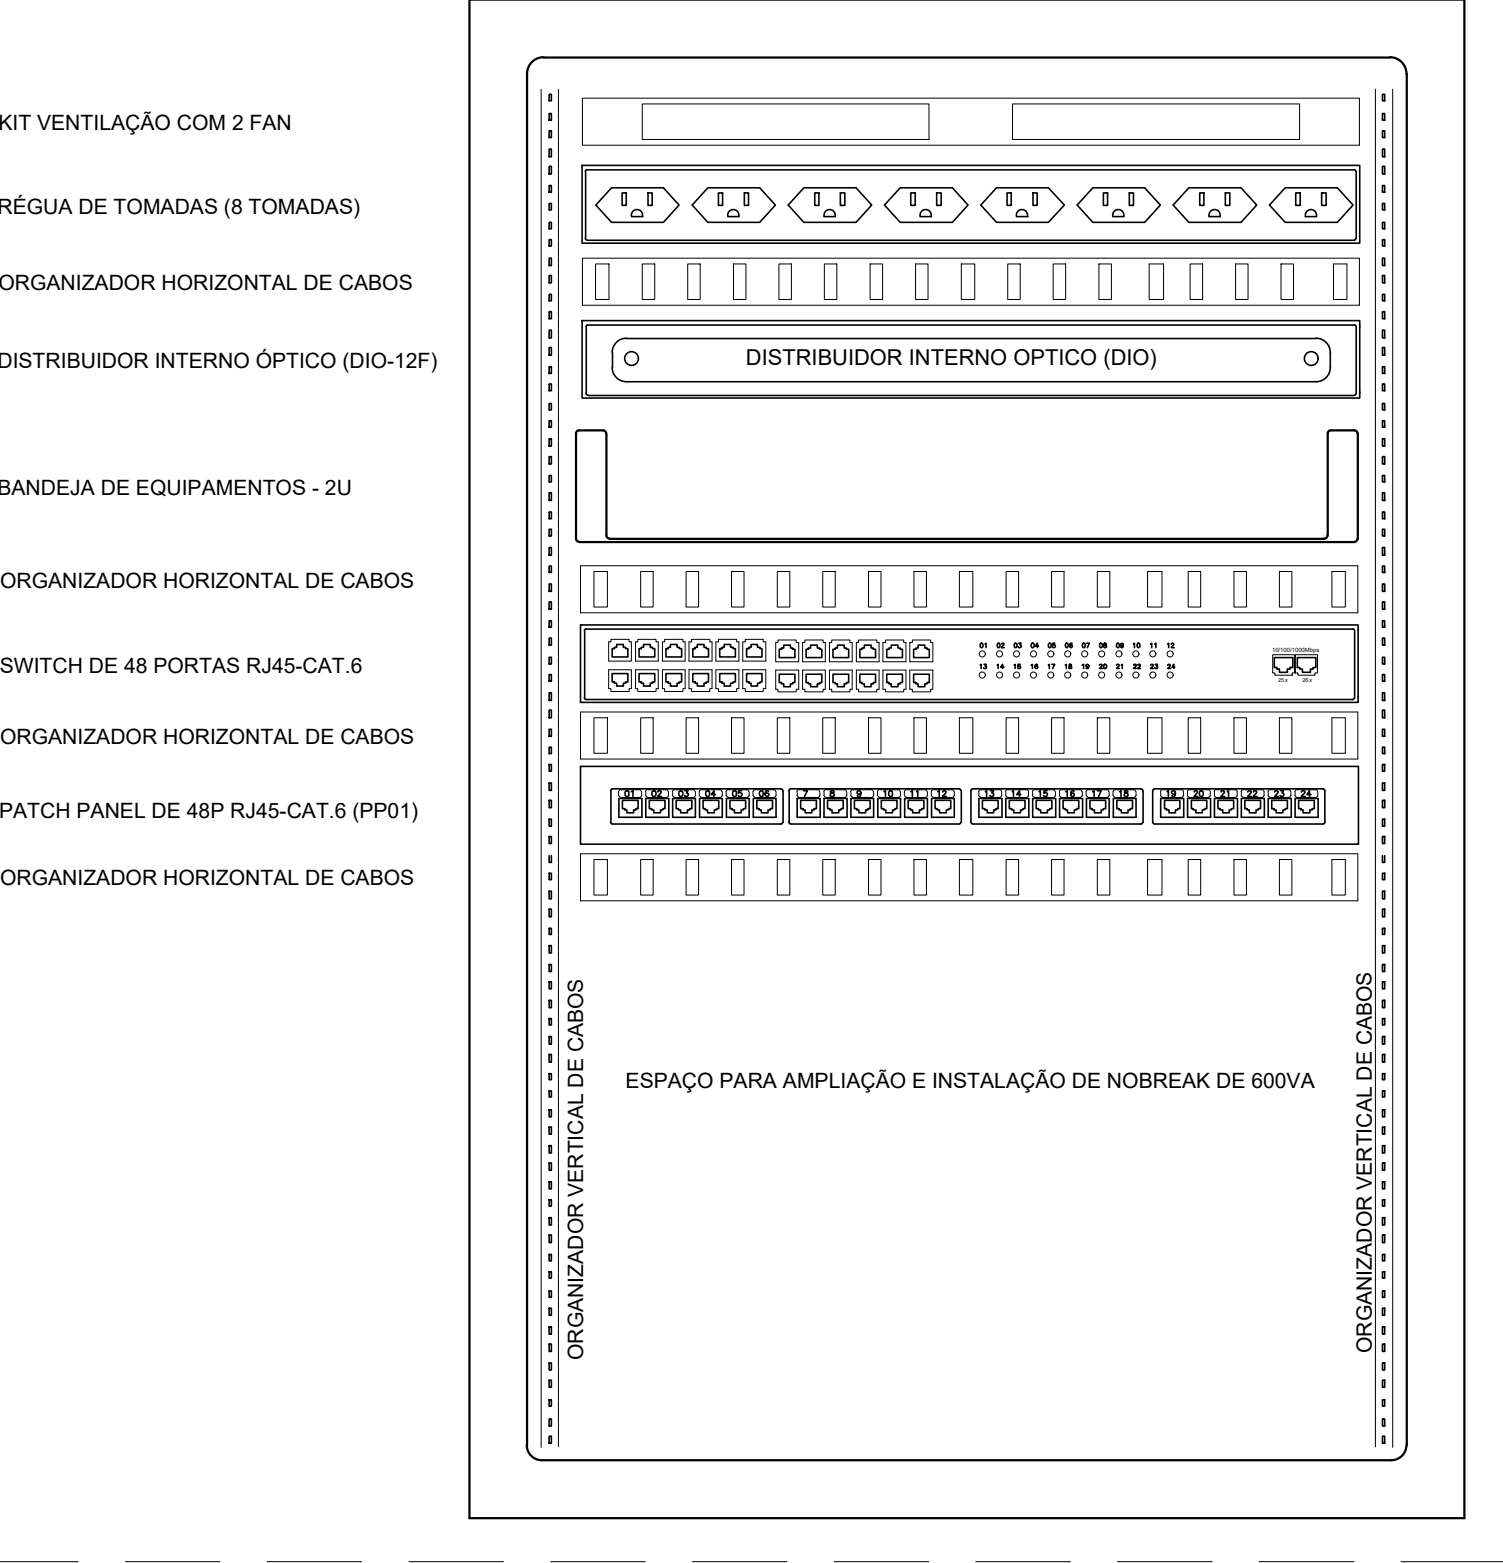 KIT VENTILAÇÃO COM 2 FAN
RÉGUA DE TOMADAS (8 TOMADAS)
ORGANIZADOR HORIZONTAL DE CABOS
DISTRIBUIDOR INTERNO ÓPTICO (DIO-12F)
DISTRIBUIDOR INTERNO OPTICO (DIO)
BANDEJA DE EQUIPAMENTOS - 2U
ORGANIZADOR HORIZONTAL DE CABOS
SWITCH DE 48 PORTAS RJ45-CAT.6
01 02 03 04 05 06 07 08 09 10 11 12
13 14 15 16 17 18 19 20 21 22 23 24
10/100/1000Mbps
25x 26x
ORGANIZADOR HORIZONTAL DE CABOS
PATCH PANEL DE 48P RJ45-CAT.6 (PP01)
01 02 03 04 05 06 7 8 9 10 11 12 13 14 15 16 17 18 19 20 21 22 23 24
ORGANIZADOR HORIZONTAL DE CABOS
ORGANIZADOR VERTICAL DE CABOS
ESPAÇO PARA AMPLIAÇÃO E INSTALAÇÃO DE NOBREAK DE 600VA
ORGANIZADOR VERTICAL DE CABOS